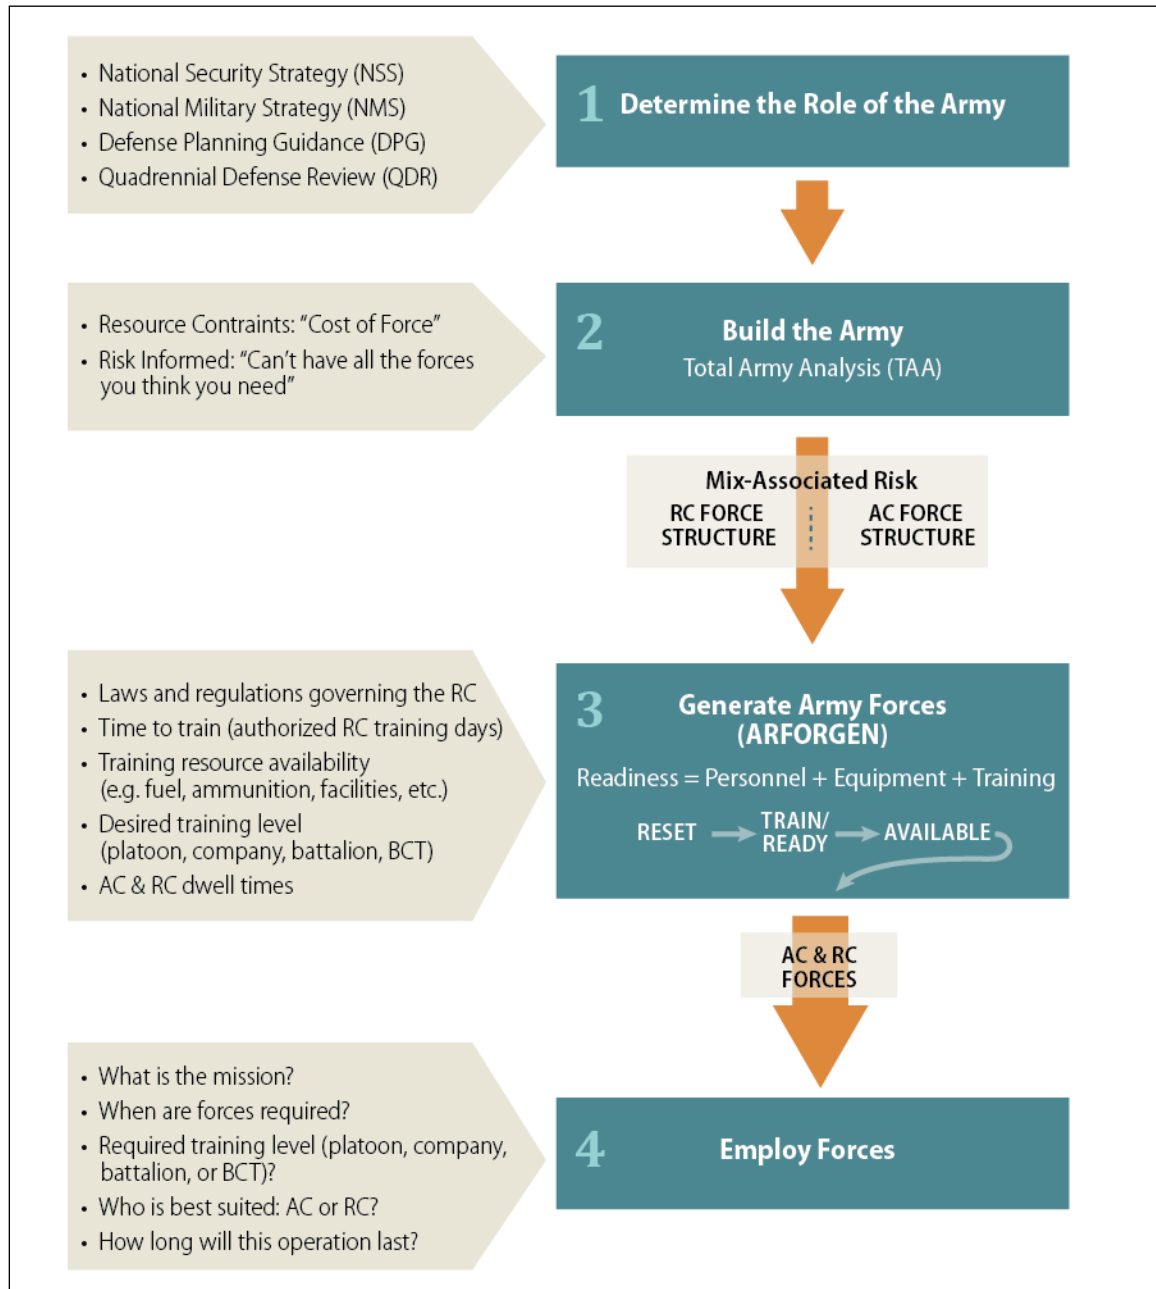 • National Security Strategy (NSS)
• National Military Strategy (NMS)
• Defense Planning Guidance (DPG)
• Quadrennial Defense Review (QDR)
1 Determine the Role of the Army
• Resource Contraints: “Cost of Force”
• Risk Informed: “Can’t have all the forces
you think you need”
2 Build the Army
Total Army Analysis (TAA)
Mix-Associated Risk
RC FORCE
STRUCTURE
AC FORCE
STRUCTURE
• Laws and regulations governing the RC
• Time to train (authorized RC training days)
• Training resource availability
(e.g. fuel, ammunition, facilities, etc.)
• Desired training level
(platoon, company, battalion, BCT)
• AC & RC dwell times
3 Generate Army Forces
(ARFORGEN)
Readiness = Personnel + Equipment + Training
RESET
TRAIN/
READY
AVAILABLE
AC & RC
FORCES
• What is the mission?
• When are forces required?
• Required training level (platoon, company,
battalion, or BCT)?
• Who is best suited: AC or RC?
• How long will this operation last?
4 Employ Forces